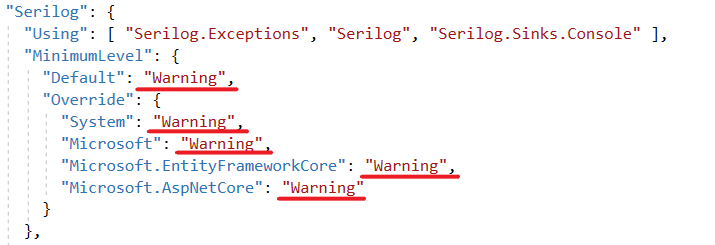 "Serilog": {
"Using": [ "Serilog.Exceptions", "Serilog", "Serilog.Sinks.Console" ],
"MinimumLevel": {
"Default": "Warning",
"Override": {
"System": "Warning",
"Microsoft": "Warning",
"Microsoft.EntityFrameworkCore": "Warning",
"Microsoft.AspNetCore": "Warning"
}
},